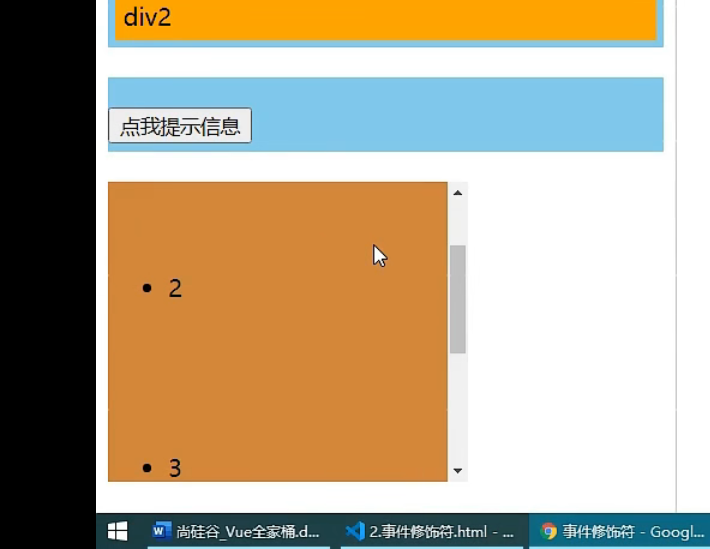 div2
点我提示信息
2
3
尚硅谷_Vue全家桶.d...
2.事件修饰符.html - ...
事件修饰符 - Googl...